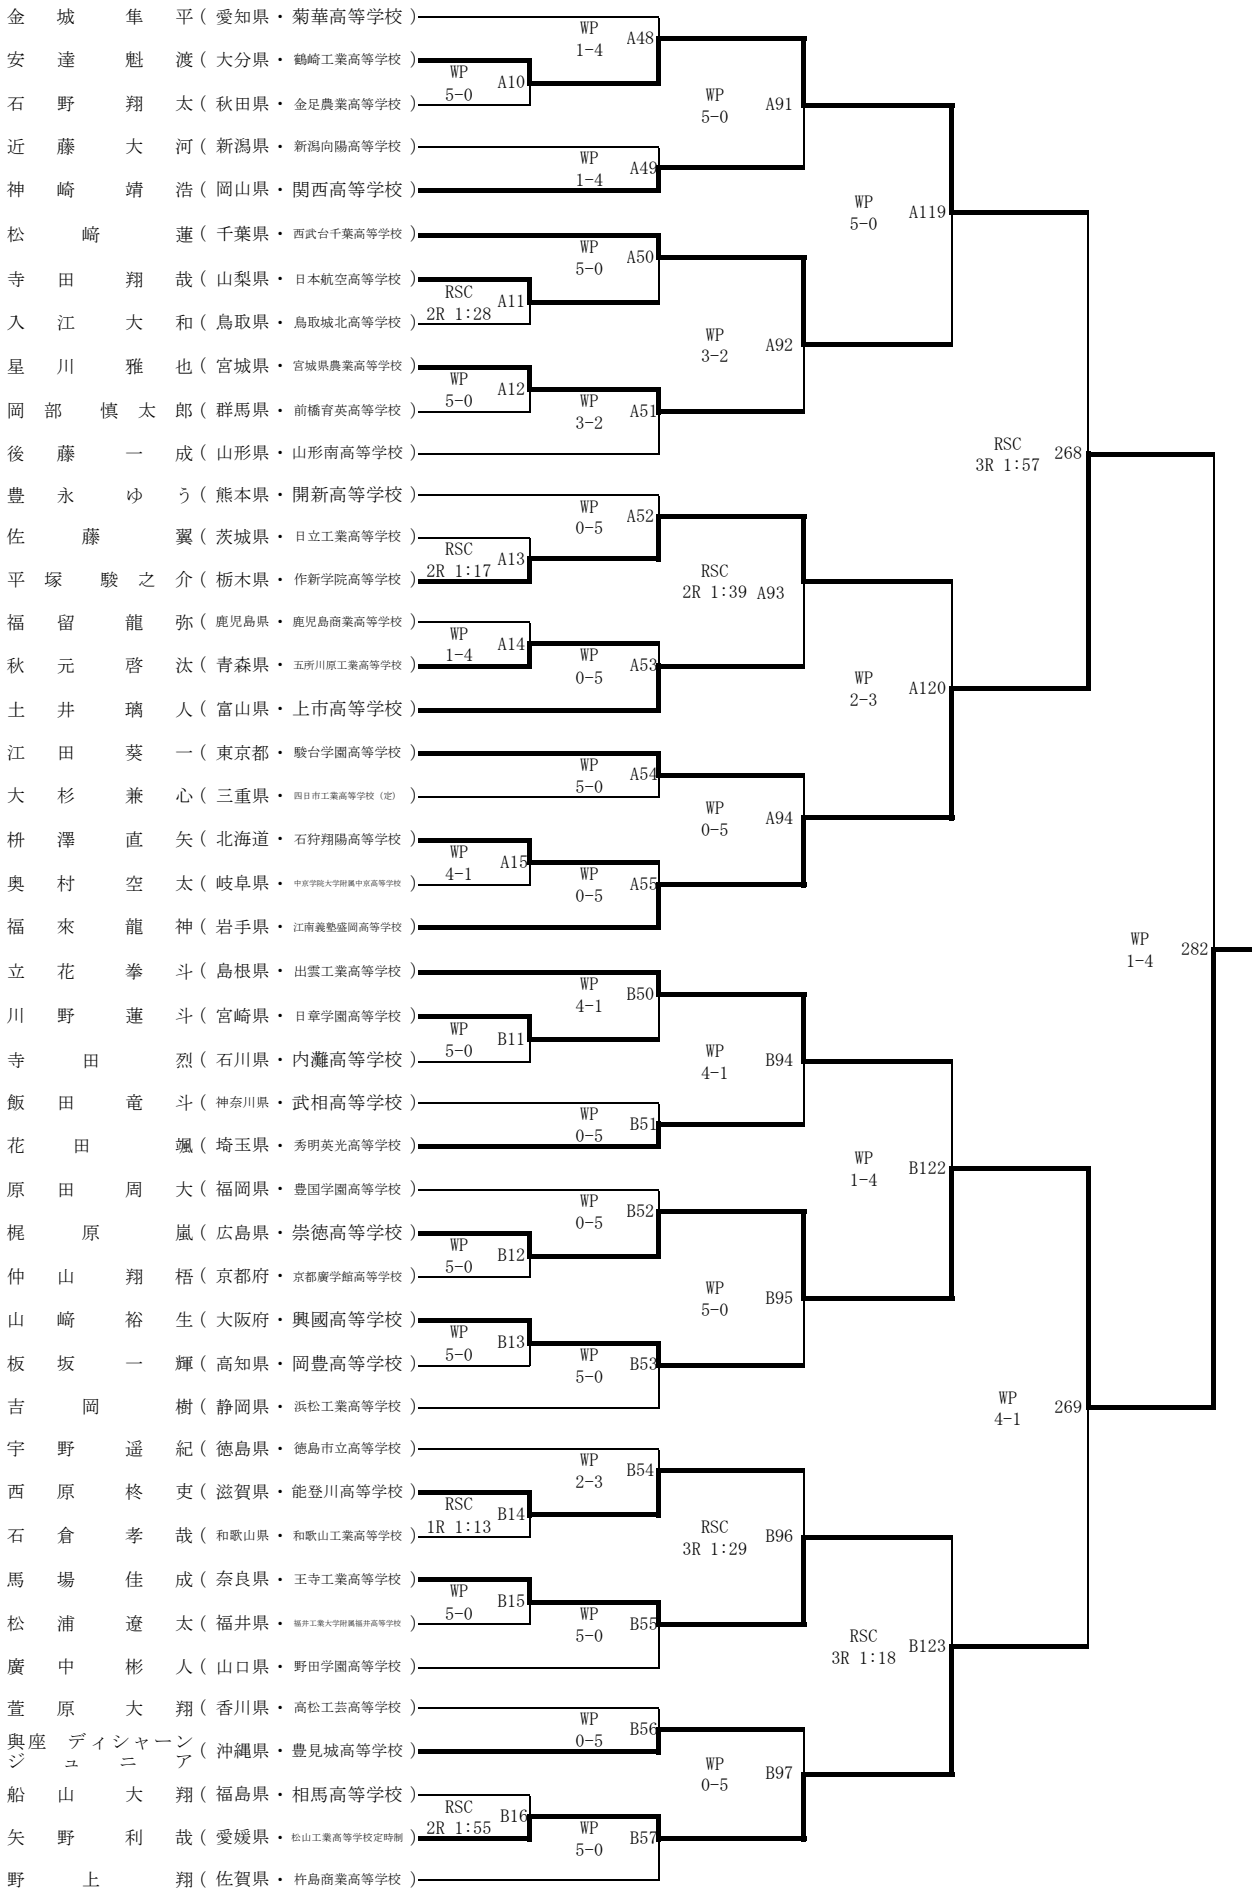 金城隼平(愛知県・菊華高等学校)
WP
1-4
A48
安達魁渡(大分県・鶴崎工業高等学校)
WP
5-0
A10
石野翔太(秋田県・金足農業高等学校)
WP
5-0
A91
近藤大河(新潟県・新潟向陽高等学校)
WP
1-4
A49
神崎靖浩(岡山県・関西高等学校)
WP
5-0
A119
松﨑蓮(千葉県・西武台千葉高等学校)
WP
5-0
A50
寺田翔哉(山梨県・日本航空高等学校)
RSC
2R 1:28
A11
入江大和(鳥取県・鳥取城北高等学校)
WP
3-2
A92
星川雅也(宮城県・宮城県農業高等学校)
WP
5-0
A12
岡部慎太郎(群馬県・前橋育英高等学校)
WP
3-2
A51
後藤一成(山形県・山形南高等学校)
RSC
3R 1:57
268
豊永ゆう(熊本県・開新高等学校)
WP
0-5
A52
佐藤翼(茨城県・日立工業高等学校)
RSC
2R 1:17
A13
平塚駿之介(栃木県・作新学院高等学校)
RSC
2R 1:39
A93
福留龍弥(鹿児島県・鹿児島商業高等学校)
WP
1-4
A14
秋元啓汰(青森県・五所川原工業高等学校)
WP
0-5
A53
土井璃人(富山県・上市高等学校)
WP
2-3
A120
江田葵一(東京都・駿台学園高等学校)
WP
5-0
A54
大杉兼心(三重県・四日市工業高等学校(定))
WP
0-5
A94
枡澤直矢(北海道・石狩翔陽高等学校)
WP
4-1
A15
奥村空太(岐阜県・中京学院大学附属中京高等学校)
WP
0-5
A55
福來龍神(岩手県・江南義塾盛岡高等学校)
WP
1-4
282
立花拳斗(島根県・出雲工業高等学校)
WP
4-1
B50
川野蓮斗(宮崎県・日章学園高等学校)
WP
5-0
B11
寺田烈(石川県・内灘高等学校)
WP
4-1
B94
飯田竜斗(神奈川県・武相高等学校)
WP
0-5
B51
花田颯(埼玉県・秀明英光高等学校)
WP
1-4
B122
原田周大(福岡県・豊国学園高等学校)
WP
0-5
B52
梶原嵐(広島県・崇徳高等学校)
WP
5-0
B12
仲山翔梧(京都府・京都廣学館高等学校)
WP
5-0
B95
山﨑裕生(大阪府・興國高等学校)
WP
5-0
B13
板坂一輝(高知県・岡豊高等学校)
WP
5-0
B53
吉岡樹(静岡県・浜松工業高等学校)
WP
4-1
269
宇野遥紀(徳島県・徳島市立高等学校)
WP
2-3
B54
西原柊吏(滋賀県・能登川高等学校)
RSC
1R 1:13
B14
石倉孝哉(和歌山県・和歌山工業高等学校)
RSC
3R 1:29
B96
馬場佳成(奈良県・王寺工業高等学校)
WP
5-0
B15
松浦遼太(福井県・福井工業大学附属福井高等学校)
WP
5-0
B55
廣中彬人(山口県・野田学園高等学校)
RSC
3R 1:18
B123
萱原大翔(香川県・高松工芸高等学校)
WP
0-5
B56
與座 ディシャーン
ジュニア(沖縄県・豊見城高等学校)
WP
0-5
B97
船山大翔(福島県・相馬高等学校)
RSC
2R 1:55
B16
矢野利哉(愛媛県・松山工業高等学校定時制)
WP
5-0
B57
野上翔(佐賀県・杵島商業高等学校)